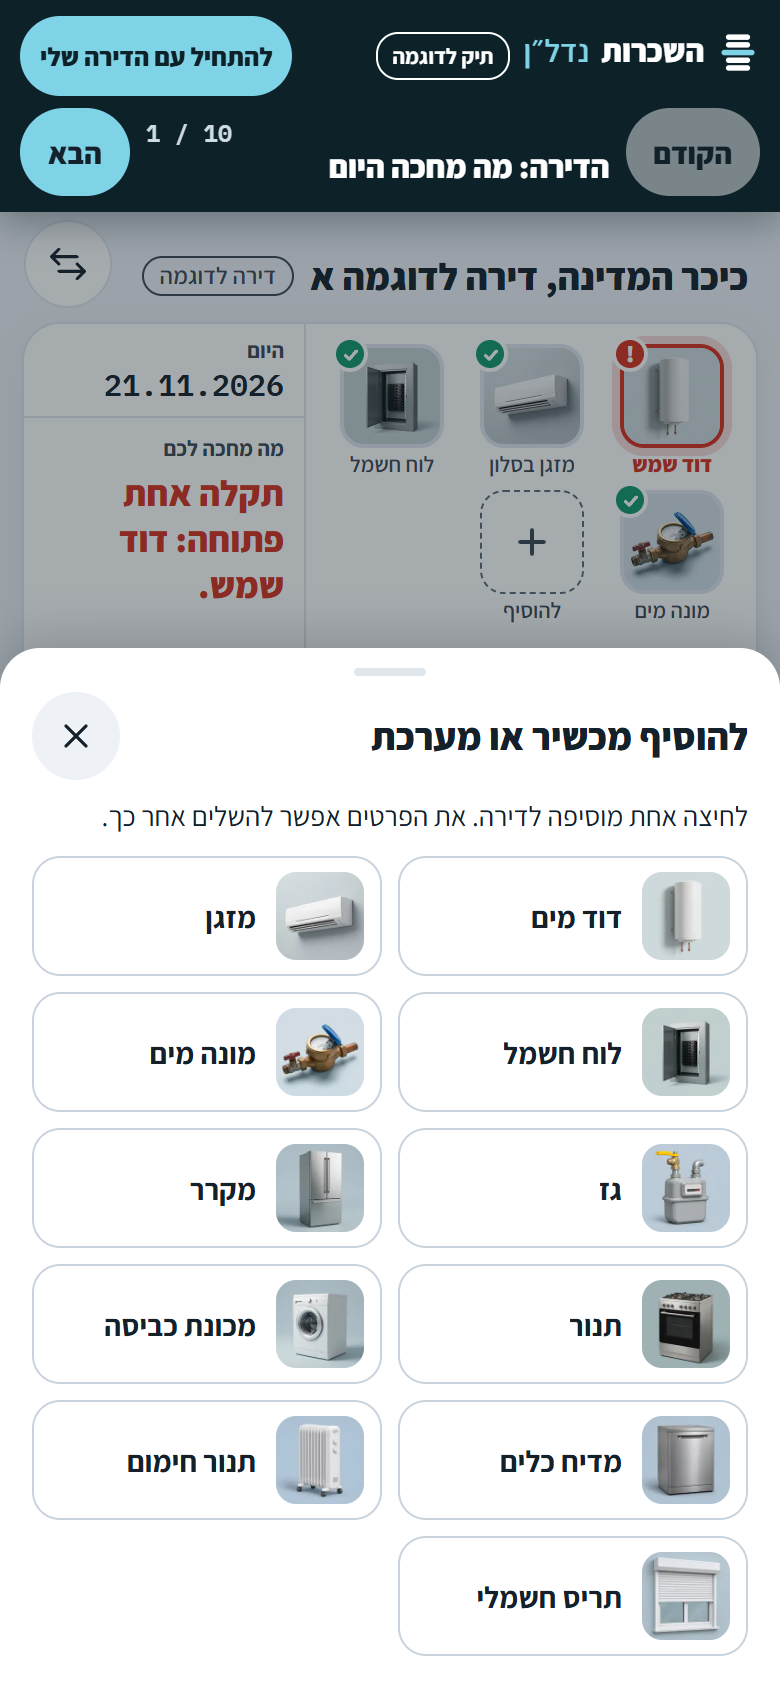 השכרות נדל״ן
תיק לדוגמה
להתחיל עם הדירה שלי
הקודם
הדירה: מה מחכה היום
1 / 10
הבא
כיכר המדינה, דירה לדוגמה א
דירה לדוגמה
דוד שמש
מזגן בסלון
לוח חשמל
מונה מים
להוסיף
היום
21.11.2026
מה מחכה לכם
תקלה אחת
פתוחה: דוד
שמש.
להוסיף מכשיר או מערכת
לחיצה אחת מוסיפה לדירה. את הפרטים אפשר להשלים אחר כך.
דוד מים
מזגן
לוח חשמל
מונה מים
גז
מקרר
תנור
מכונת כביסה
מדיח כלים
תנור חימום
תריס חשמלי